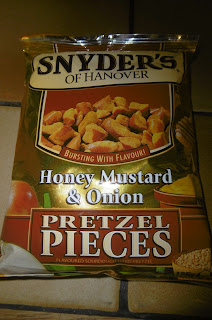 SNYDER'S
OF HANOVER
BURSTING WITH FLAVOUR!
Honey Mustard
& Onion
PRETZEL
PIECES